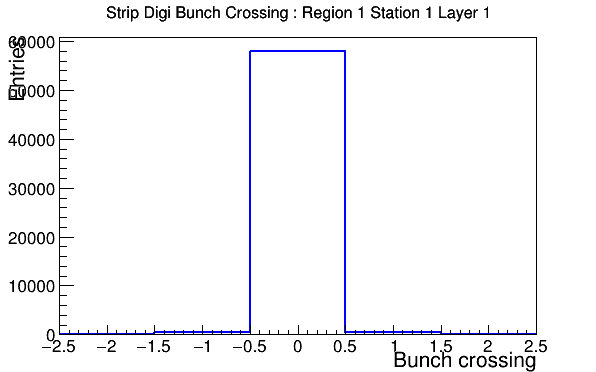 Strip Digi Bunch Crossing : Region 1 Station 1 Layer 1
Entries
60000
50000
40000
30000
20000
10000
0
−2.5 −2 −1.5 −1 −0.5 0 0.5 1 1.5 2 2.5
Bunch crossing